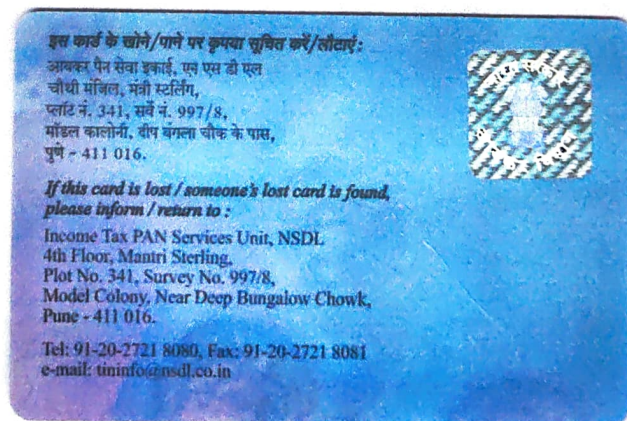 इस कार्ड के खोने/पाने पर कृपया सूचित करें/लौटाएं:
आयकर पैन सेवा इकाई, एन एस डी एल
चौथी मंजिल, मंत्री स्टर्लिंग,
प्लॉट नं. 341, सर्वे नं. 997/8,
मॉडल कालोनी, दीप बंगला चौक के पास,
पुणे - 411 016.
If this card is lost / someone's lost card is found,
please inform / return to :
Income Tax PAN Services Unit, NSDL
4th Floor, Mantri Sterling,
Plot No. 341, Survey No. 997/8,
Model Colony, Near Deep Bungalow Chowk,
Pune - 411 016.
Tel: 91-20-2721 8080, Fax: 91-20-2721 8081
e-mail: tininfo@nsdl.co.in